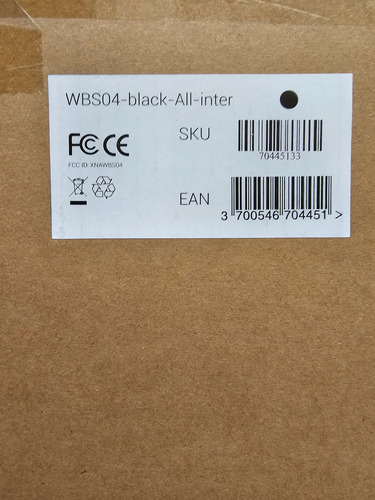 WBS04-black-All-inter
SKU
70445133
FC CE
FCC ID: XNAWBS04
EAN
3 700546 704451 >